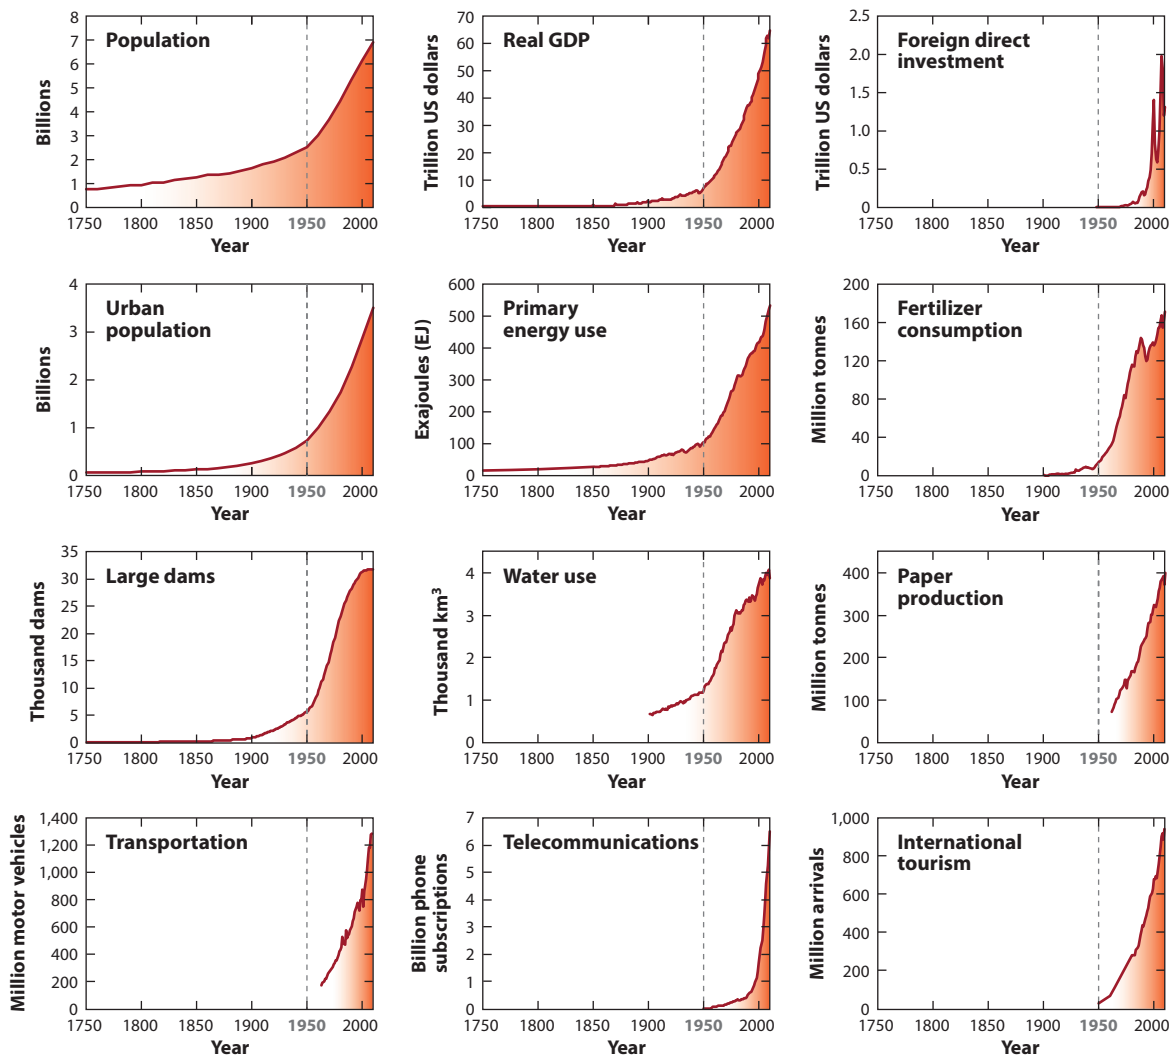 Population
Billions
8
7
6
5
4
3
2
1
0
1750 1800 1850 1900 1950 2000
Year
Real GDP
Trillion US dollars
70
60
50
40
30
20
10
0
1750 1800 1850 1900 1950 2000
Year
Foreign direct
investment
Trillion US dollars
2.5
2.0
1.5
1.0
0.5
0
1750 1800 1850 1900 1950 2000
Year
Urban
population
Billions
4
3
2
1
0
1750 1800 1850 1900 1950 2000
Year
Primary
energy use
Exajoules (EJ)
600
500
400
300
200
100
0
1750 1800 1850 1900 1950 2000
Year
Fertilizer
consumption
Million tonnes
200
160
120
80
40
0
1750 1800 1850 1900 1950 2000
Year
Large dams
Thousand dams
35
30
25
20
15
10
5
0
1750 1800 1850 1900 1950 2000
Year
Water use
Thousand km³
4
3
2
1
0
1750 1800 1850 1900 1950 2000
Year
Paper
production
Million tonnes
400
300
200
100
0
1750 1800 1850 1900 1950 2000
Year
Transportation
Million motor vehicles
1,400
1,200
1,000
800
600
400
200
0
1750 1800 1850 1900 1950 2000
Year
Telecommunications
Billion phone
subscriptions
7
6
5
4
3
2
1
0
1750 1800 1850 1900 1950 2000
Year
International
tourism
Million arrivals
1,000
800
600
400
200
0
1750 1800 1850 1900 1950 2000
Year